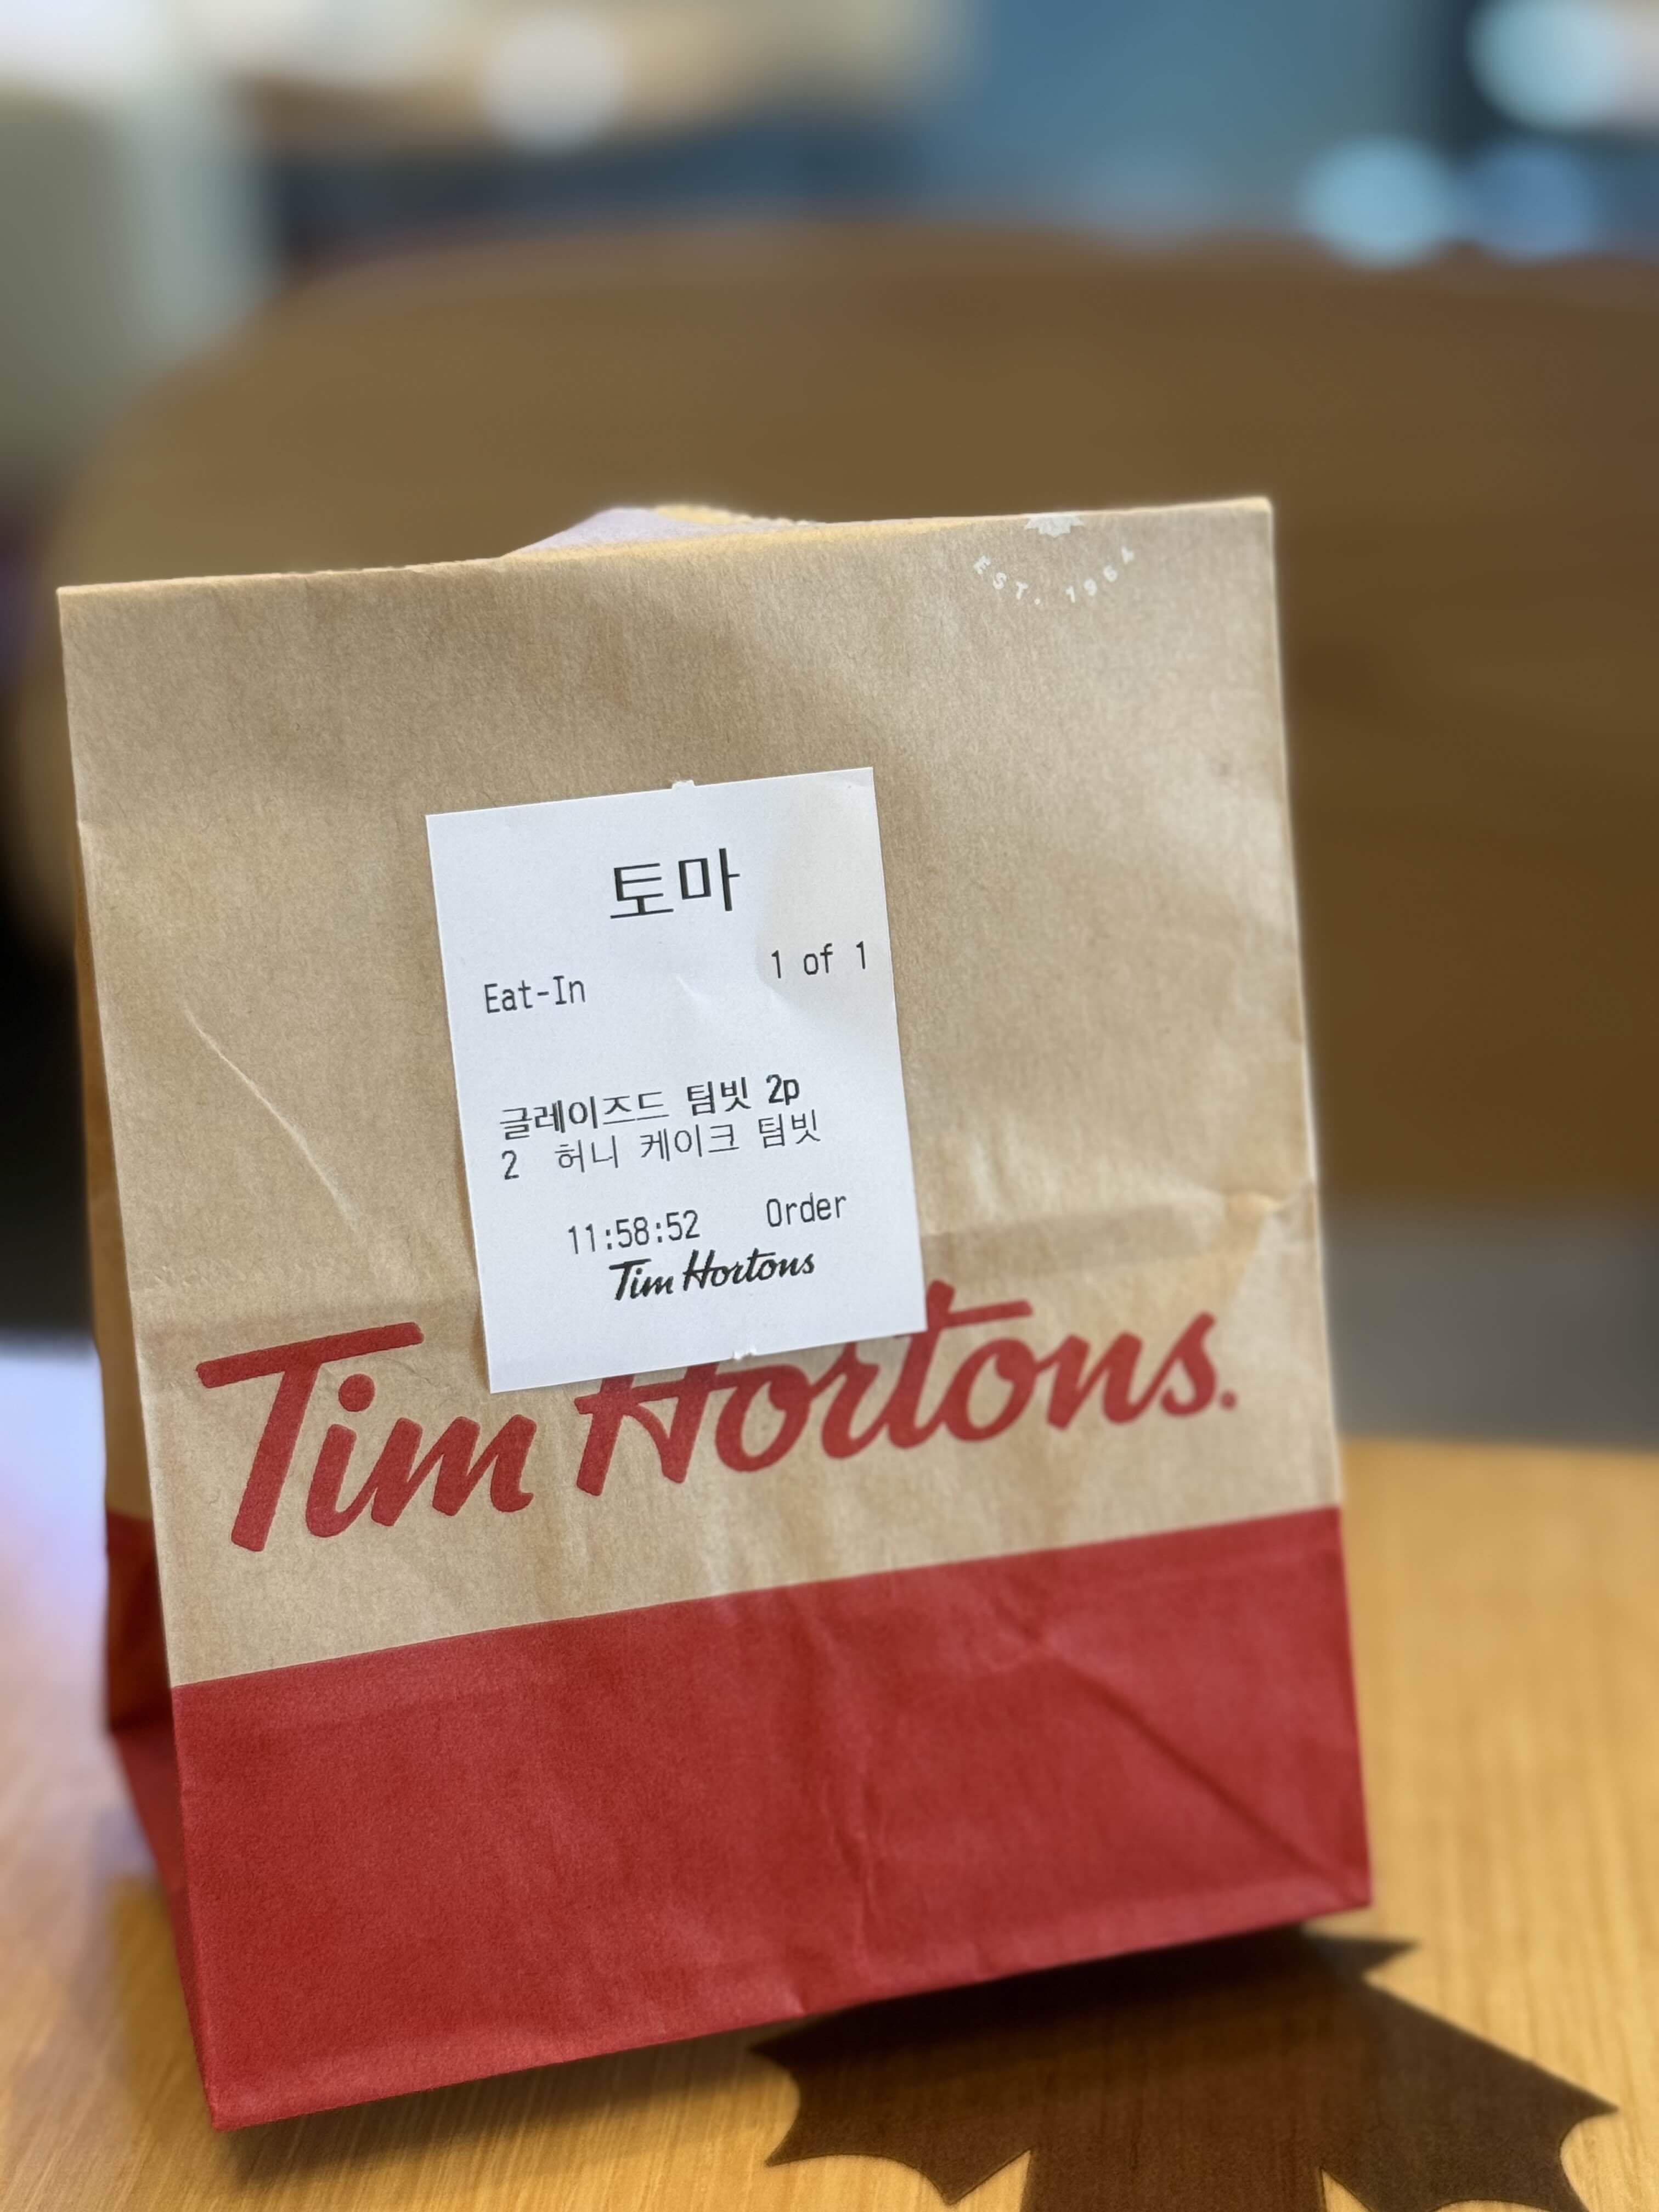 EST. 1964
토마
1 of 1
Eat-In
글레이즈드 팀빗 2p
2 허니 케이크 팀빗
11:58:52 Order
Tim Hortons
Tim Hortons.